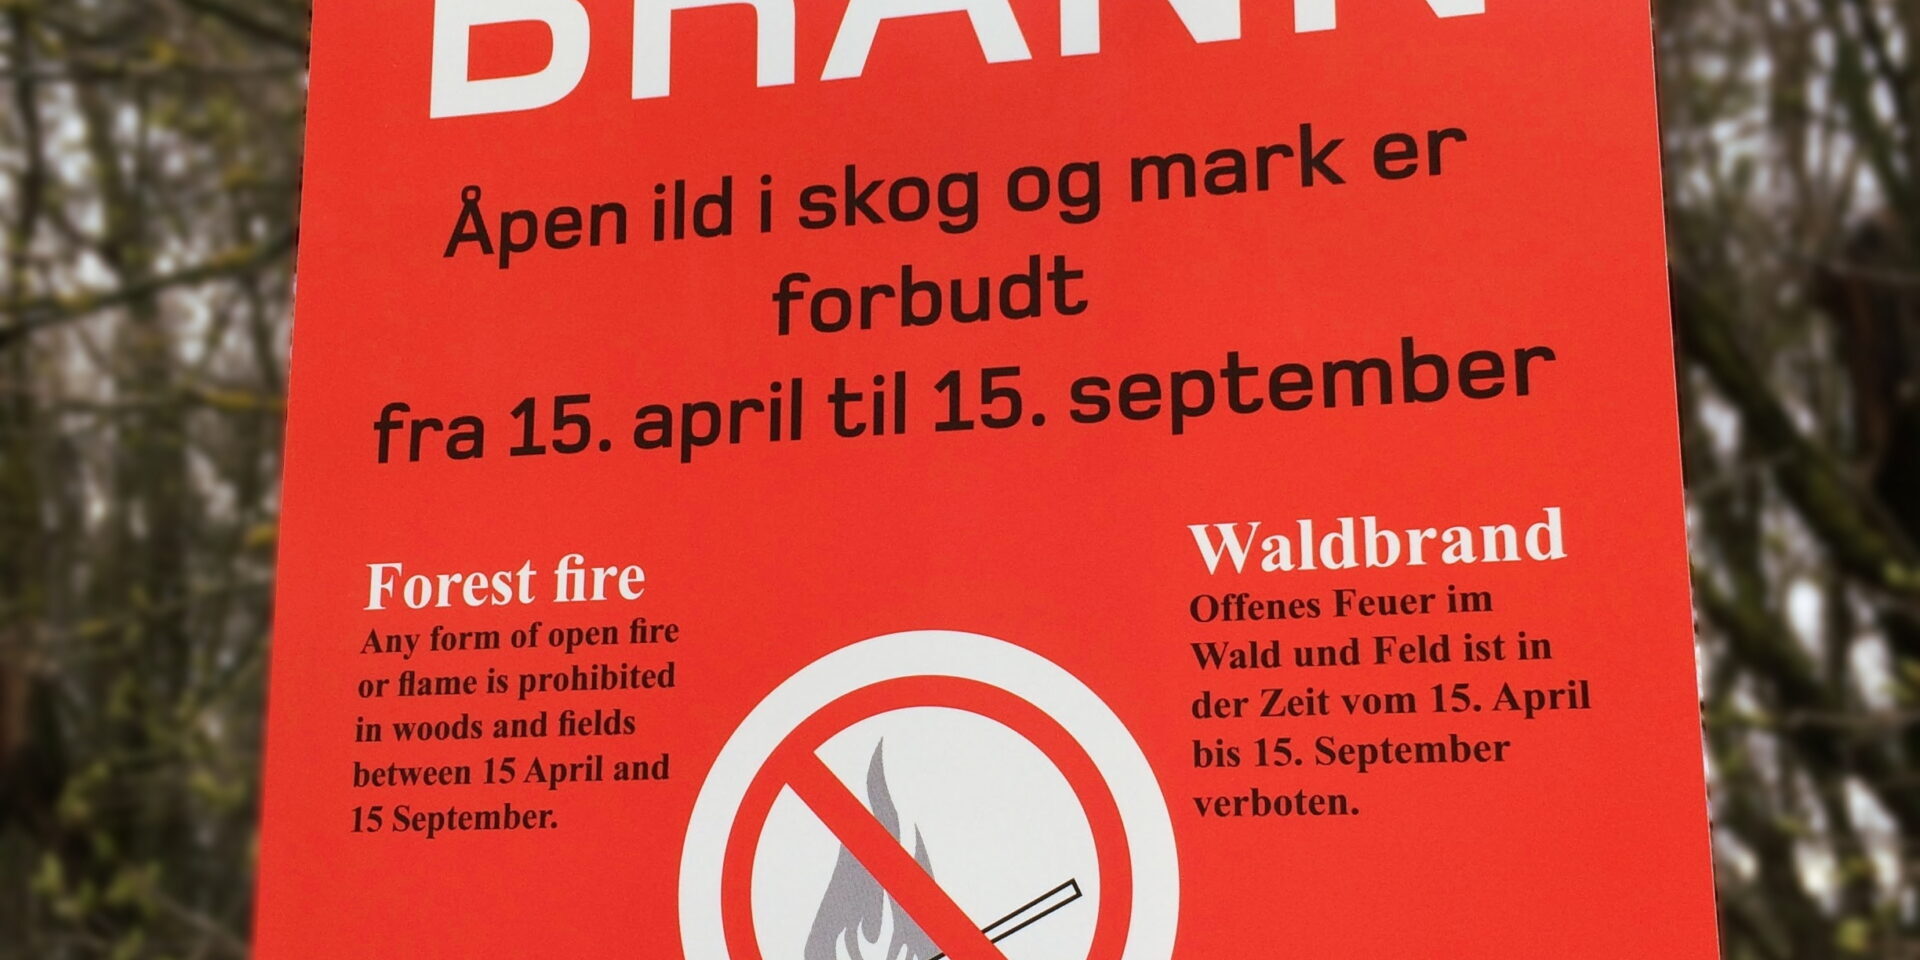 BRANN
Åpen ild i skog og mark er
forbudt
fra 15. april til 15. september
Forest fire
Any form of open fire
or flame is prohibited
in woods and fields
between 15 April and
15 September.
Waldbrand
Offenes Feuer im
Wald und Feld ist in
der Zeit vom 15. April
bis 15. September
verboten.